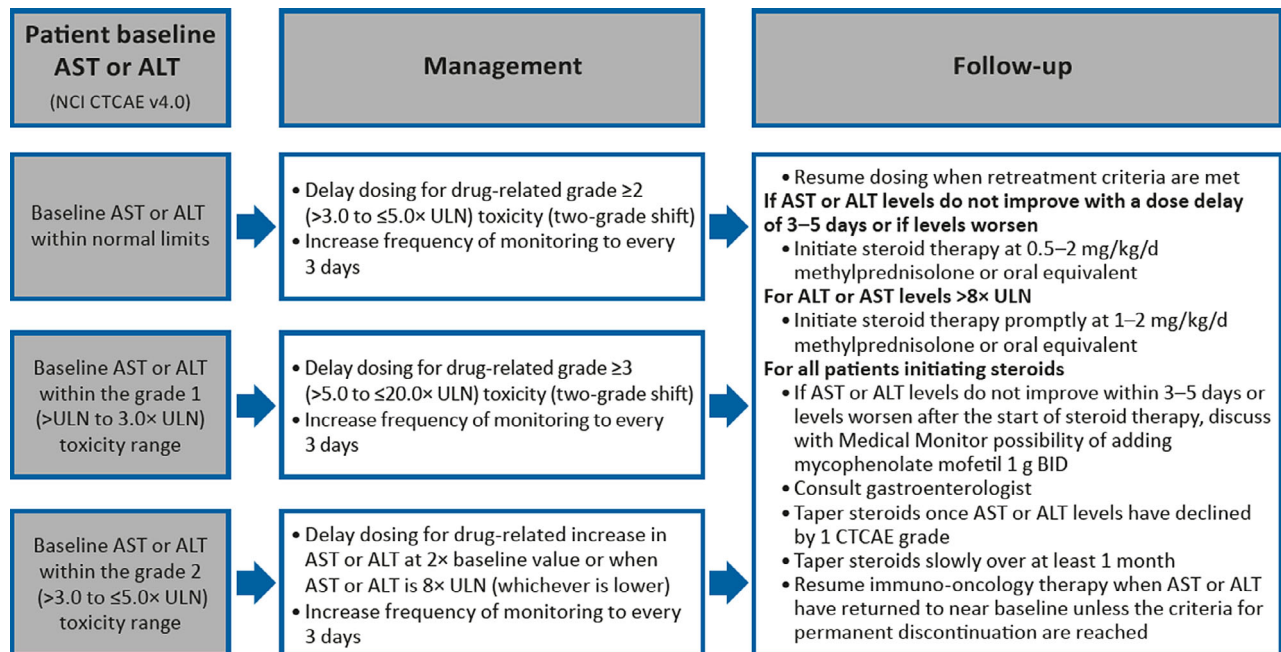 Patient baseline
AST or ALT
(NCI CTCAE v4.0)
Management
Follow-up
Baseline AST or ALT
within normal limits
• Delay dosing for drug-related grade ≥2
(>3.0 to ≤5.0× ULN) toxicity (two-grade shift)
• Increase frequency of monitoring to every
3 days
Baseline AST or ALT
within the grade 1
(>ULN to 3.0× ULN)
toxicity range
• Delay dosing for drug-related grade ≥3
(>5.0 to ≤20.0× ULN) toxicity (two-grade shift)
• Increase frequency of monitoring to every
3 days
Baseline AST or ALT
within the grade 2
(>3.0 to ≤5.0× ULN)
toxicity range
• Delay dosing for drug-related increase in
AST or ALT at 2× baseline value or when
AST or ALT is 8× ULN (whichever is lower)
• Increase frequency of monitoring to every
3 days
• Resume dosing when retreatment criteria are met
If AST or ALT levels do not improve with a dose delay
of 3–5 days or if levels worsen
• Initiate steroid therapy at 0.5–2 mg/kg/d
methylprednisolone or oral equivalent
For ALT or AST levels >8× ULN
• Initiate steroid therapy promptly at 1–2 mg/kg/d
methylprednisolone or oral equivalent
For all patients initiating steroids
• If AST or ALT levels do not improve within 3–5 days or
levels worsen after the start of steroid therapy, discuss
with Medical Monitor possibility of adding
mycophenolate mofetil 1 g BID
• Consult gastroenterologist
• Taper steroids once AST or ALT levels have declined
by 1 CTCAE grade
• Taper steroids slowly over at least 1 month
• Resume immuno-oncology therapy when AST or ALT
have returned to near baseline unless the criteria for
permanent discontinuation are reached